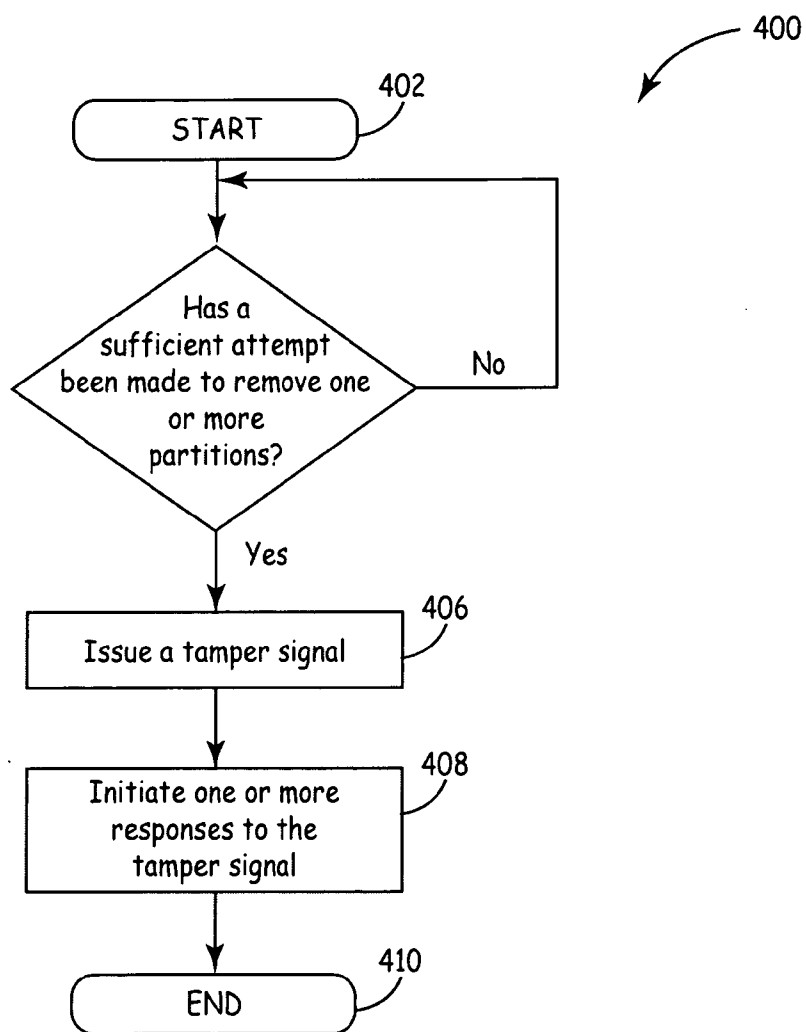 400
402
START
Has a
sufficient attempt
been made to remove one
or more
partitions?
No
Yes
406
Issue a tamper signal
408
Initiate one or more
responses to the
tamper signal
410
END